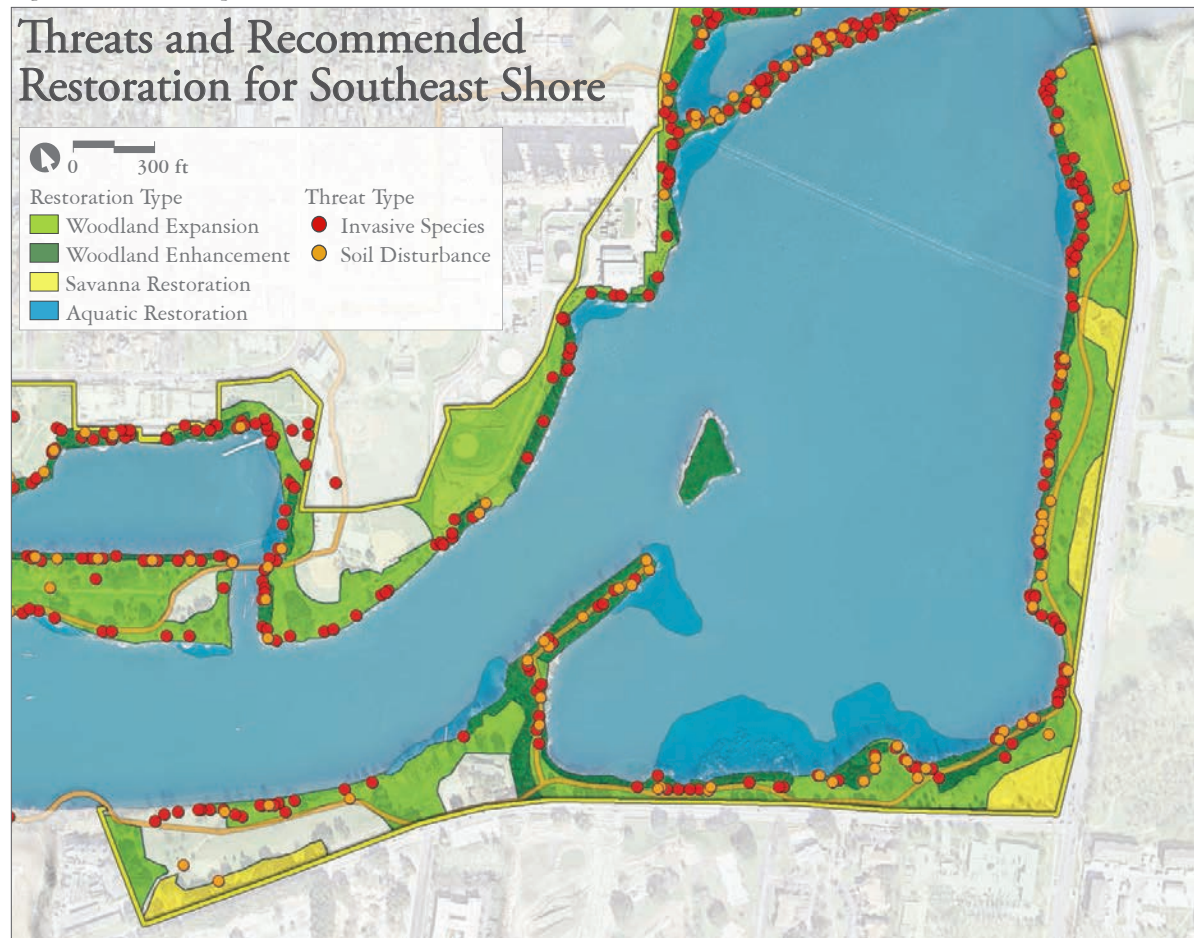 Threats and Recommended
Restoration for Southeast Shore
0 300 ft
Restoration Type
Woodland Expansion
Woodland Enhancement
Savanna Restoration
Aquatic Restoration
Threat Type
Invasive Species
Soil Disturbance